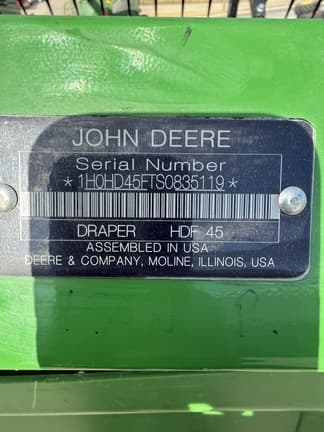 JOHN DEERE
Serial Number
*1H0HD45FTS0835119*
DRAPER HDF 45
ASSEMBLED IN USA
DEERE & COMPANY, MOLINE, ILLINOIS, USA